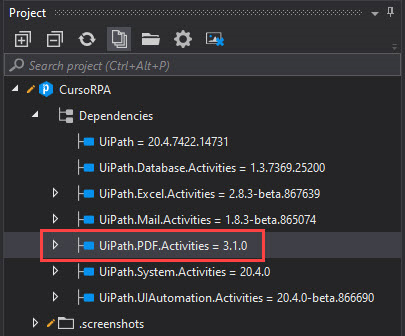 Project
Search project (Ctrl+Alt+P)
CursoRPA
Dependencies
UiPath = 20.4.7422.14731
UiPath.Database.Activities = 1.3.7369.25200
UiPath.Excel.Activities = 2.8.3-beta.867639
UiPath.Mail.Activities = 1.8.3-beta.865074
UiPath.PDF.Activities = 3.1.0
UiPath.System.Activities = 20.4.0
UiPath.UIAutomation.Activities = 20.4.0-beta.866690
.screenshots